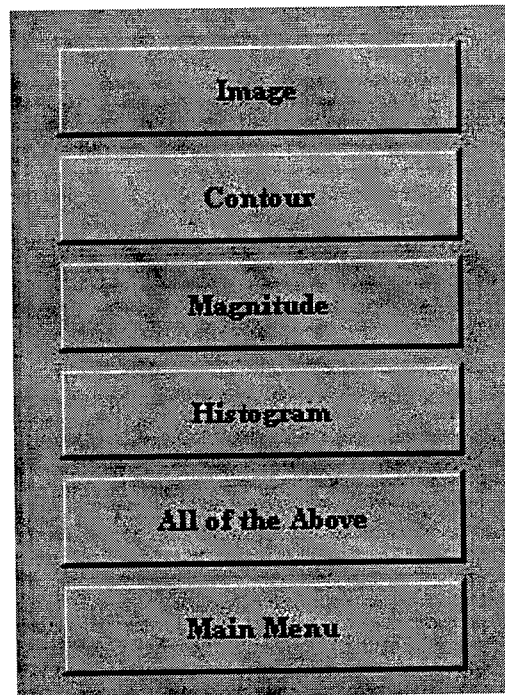 Image
Contour
Magnitude
Histogram
All of the Above
Main Menu